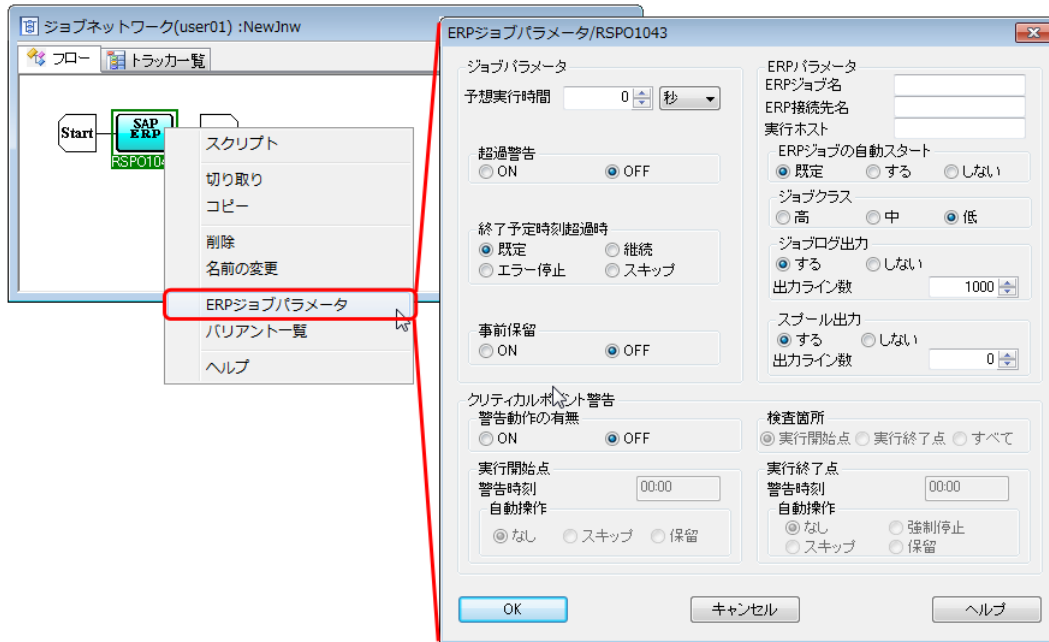 ジョブネットワーク(user01) :NewJnw
フロー トラッカー一覧
Start
SAP
ERP
RSPO104
スクリプト
切り取り
コピー
削除
名前の変更
ERPジョブパラメータ
バリアント一覧
ヘルプ
ERPジョブパラメータ/RSPO1043
ジョブパラメータ
予想実行時間 0 秒
超過警告
ON OFF
終了予定時刻超過時
既定 継続
エラー停止 スキップ
事前保留
ON OFF
ERPパラメータ
ERPジョブ名
ERP接続先名
実行ホスト
ERPジョブの自動スタート
既定 する しない
ジョブクラス
高 中 低
ジョブログ出力
する しない
出力ライン数 1000
スプール出力
する しない
出力ライン数 0
クリティカルポイント警告
警告動作の有無
ON OFF
検査箇所
実行開始点 実行終了点 すべて
実行開始点
警告時刻 00:00
自動操作
なし スキップ 保留
実行終了点
警告時刻 00:00
自動操作
なし 強制停止
スキップ 保留
OK キャンセル ヘルプ